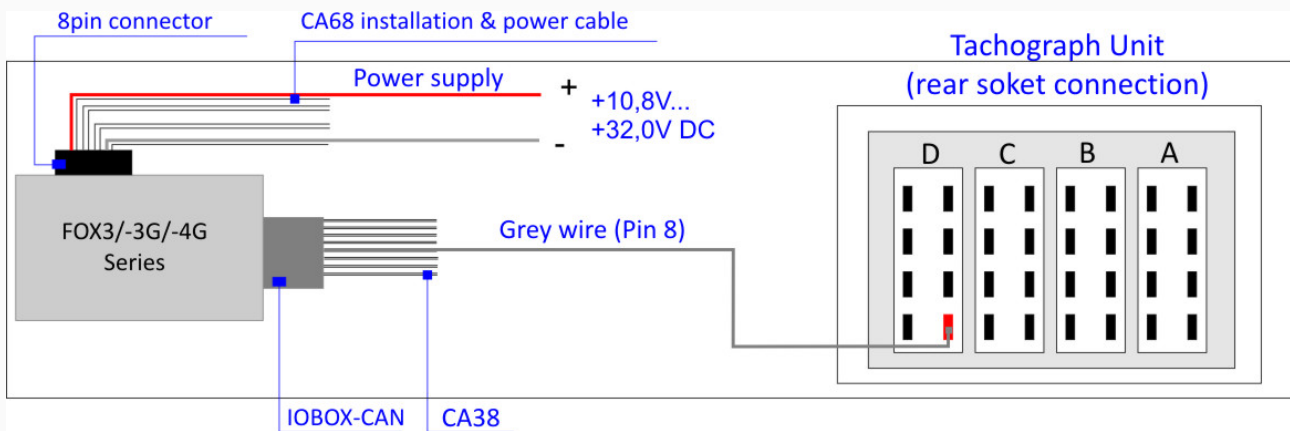 8pin connector
CA68 installation & power cable
Tachograph Unit
(rear soket connection)
Power supply
+
+10,8V...
+32,0V DC
-
D C B A
FOX3/-3G/-4G
Series
Grey wire (Pin 8)
IOBOX-CAN
CA38